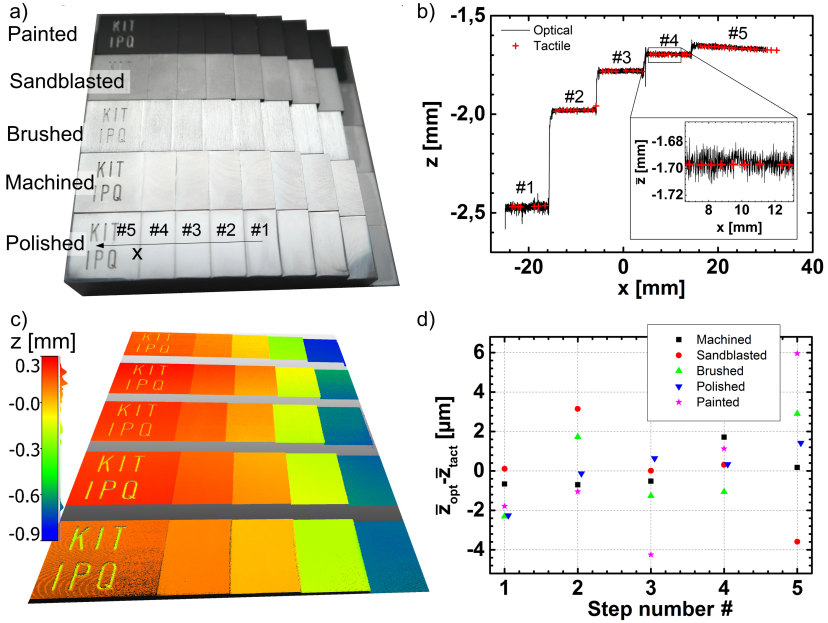 a)
Painted
Sandblasted
Brushed
Machined
Polished
KIT
IPQ
KIT
IPQ
KIT
IPQ
KIT
IPQ
#5 #4 #3 #2 #1
x
b)
Optical
Tactile
#1
#2
#3
#4
#5
z [mm]
-1.5
-2.0
-2.5
-20 0 20 40
x [mm]
z̄ [mm]
-1.68
-1.70
-1.72
8 10 12
x [mm]
c)
z [mm]
0.3
-0.0
-0.3
-0.6
-0.9
KIT
IPQ
KIT
IPQ
KIT
IPQ
KIT
IPQ
KIT
IPQ
d)
Machined
Sandblasted
Brushed
Polished
Painted
z̄opt-z̄tact [µm]
6
4
2
0
-2
-4
1 2 3 4 5
Step number #